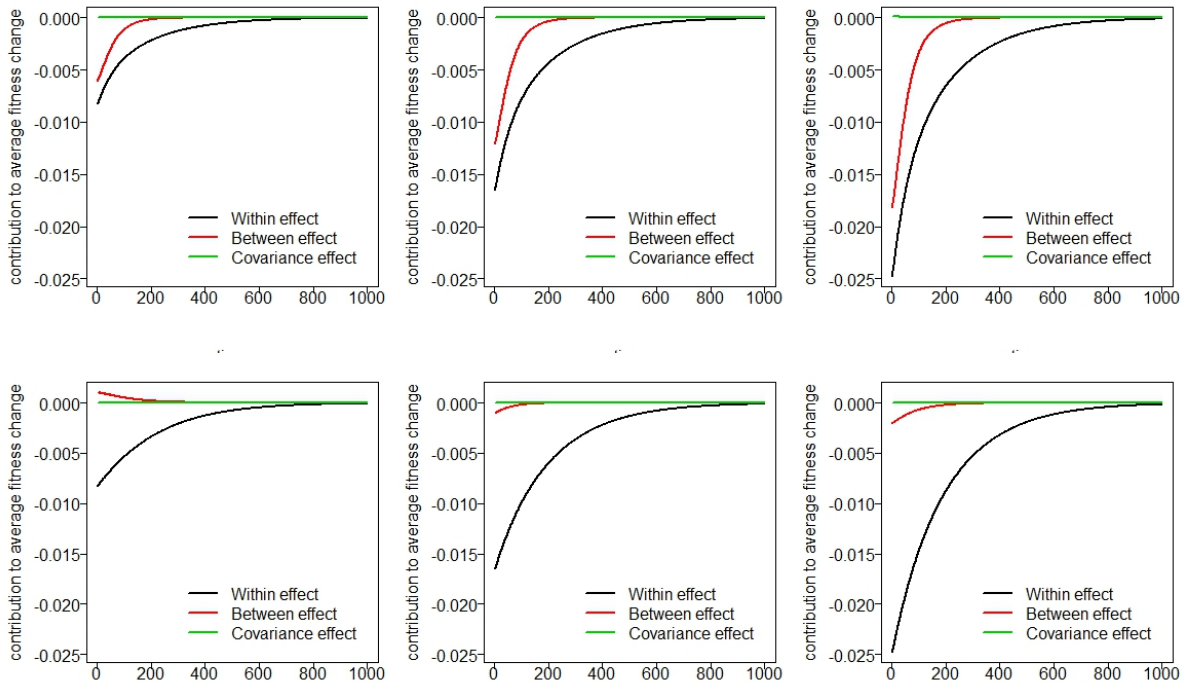 contribution to average fitness change
0.000
-0.005
-0.010
-0.015
-0.020
-0.025
Within effect
Between effect
Covariance effect
0 200 400 600 800 1000
contribution to average fitness change
0.000
-0.005
-0.010
-0.015
-0.020
-0.025
Within effect
Between effect
Covariance effect
0 200 400 600 800 1000
contribution to average fitness change
0.000
-0.005
-0.010
-0.015
-0.020
-0.025
Within effect
Between effect
Covariance effect
0 200 400 600 800 1000
contribution to average fitness change
0.000
-0.005
-0.010
-0.015
-0.020
-0.025
Within effect
Between effect
Covariance effect
0 200 400 600 800 1000
contribution to average fitness change
0.000
-0.005
-0.010
-0.015
-0.020
-0.025
Within effect
Between effect
Covariance effect
0 200 400 600 800 1000
contribution to average fitness change
0.000
-0.005
-0.010
-0.015
-0.020
-0.025
Within effect
Between effect
Covariance effect
0 200 400 600 800 1000